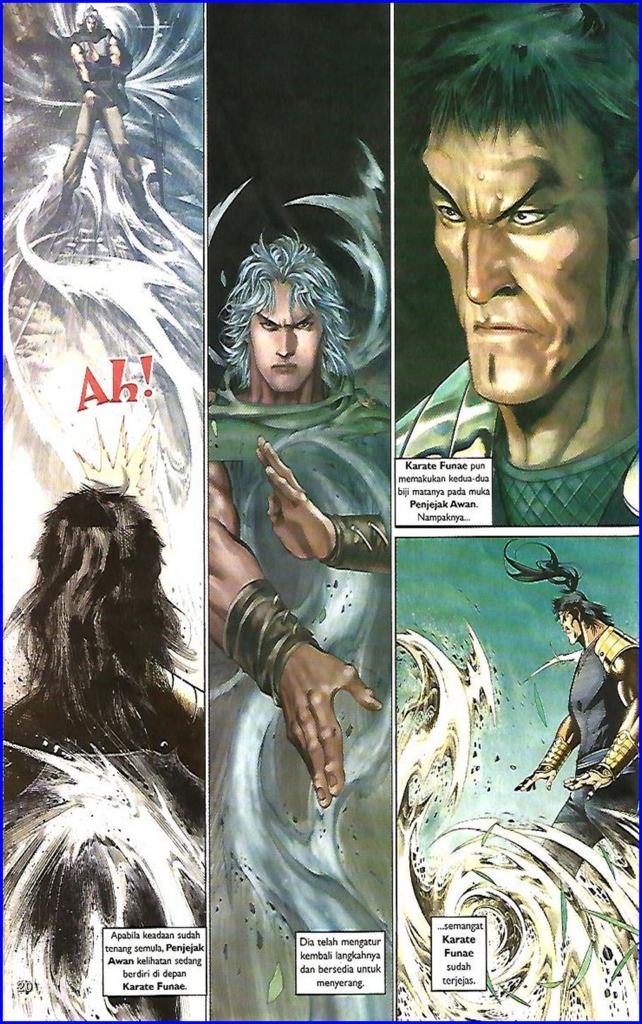 Ah!
Apabila keadaan sudah
tenang semula, Penjejak
Awan kelihatan sedang
berdiri di depan
Karate Funae.
Dia telah mengatur
kembali langkahnya
dan bersedia untuk
menyerang.
Karate Funae pun
memakukan kedua-dua
biji matanya pada muka
Penjejak Awan.
Nampaknya...
...semangat
Karate
Funae
sudah
terjejas.
20